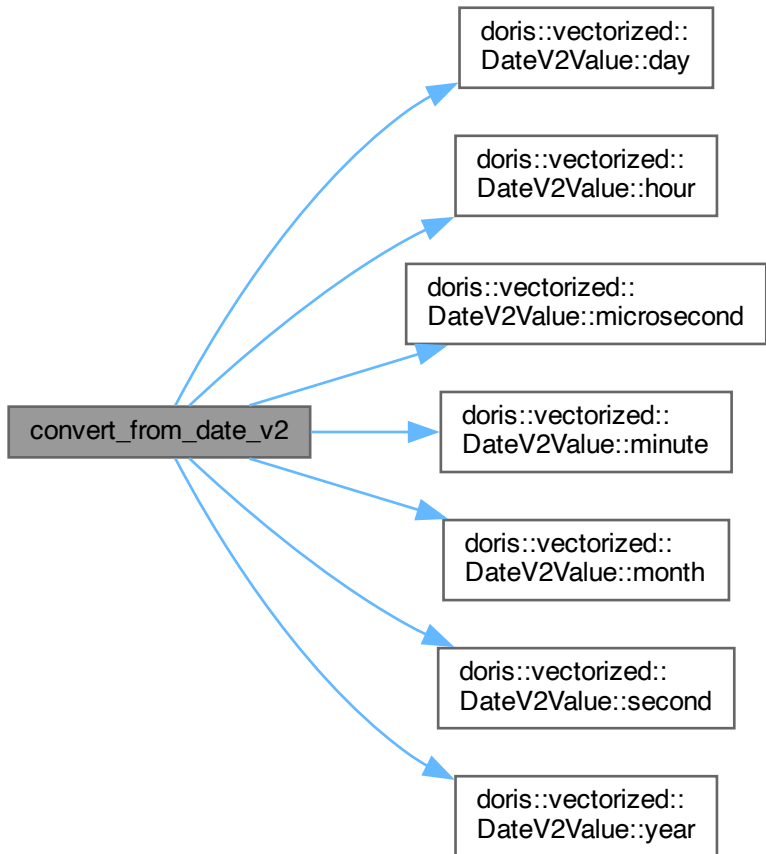 doris::vectorized::
DateV2Value::day
doris::vectorized::
DateV2Value::hour
doris::vectorized::
DateV2Value::microsecond
convert_from_date_v2
doris::vectorized::
DateV2Value::minute
doris::vectorized::
DateV2Value::month
doris::vectorized::
DateV2Value::second
doris::vectorized::
DateV2Value::year